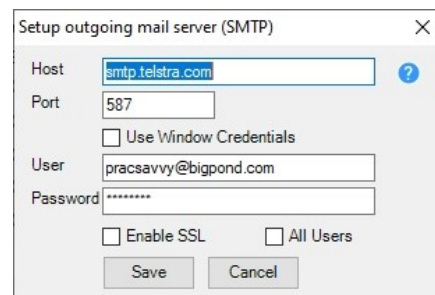 Setup outgoing mail server (SMTP)
Host smtp.telstra.com
Port 587
Use Window Credentials
User pracsavvy@bigpond.com
Password ********
Enable SSL All Users
Save Cancel